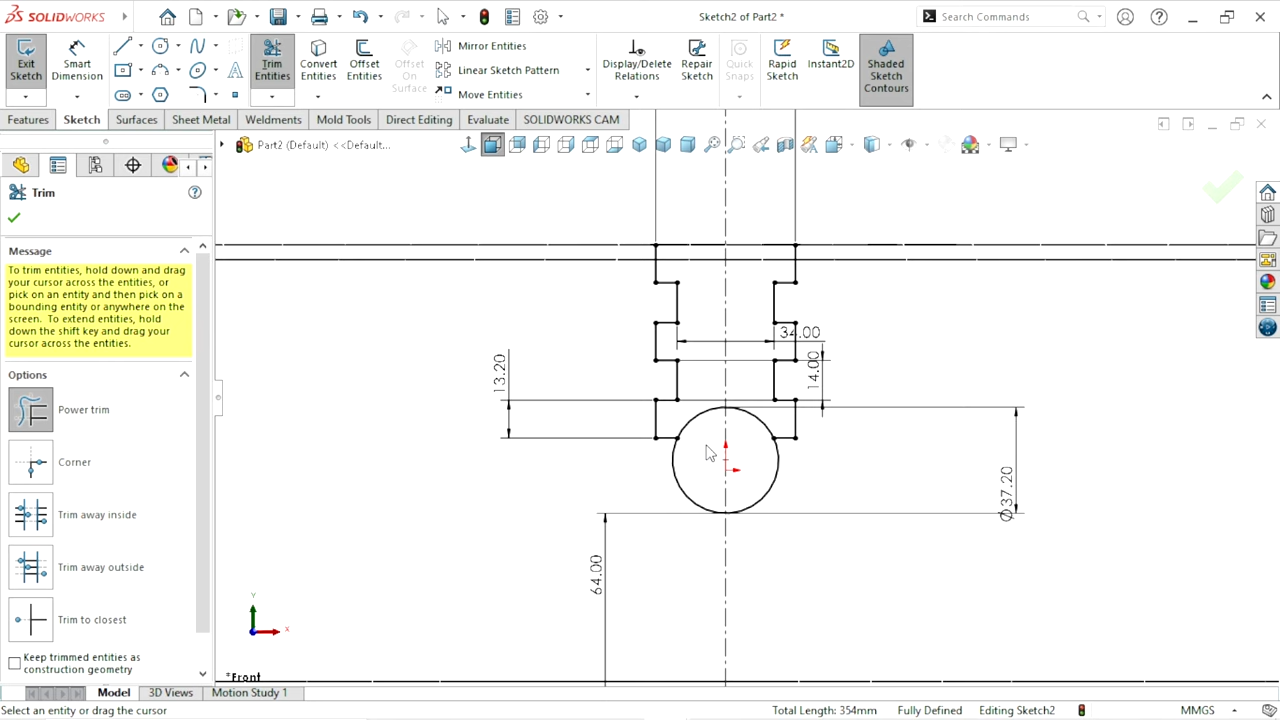 SOLIDWORKS
Sketch2 of Part2 *
Search Commands
Exit Sketch
Smart Dimension
Trim Entities
Convert Entities
Offset Entities
Offset On Surface
Mirror Entities
Linear Sketch Pattern
Move Entities
Display/Delete Relations
Repair Sketch
Quick Snaps
Rapid Sketch
Instant2D
Shaded Sketch Contours
Features
Sketch
Surfaces
Sheet Metal
Weldments
Mold Tools
Direct Editing
Evaluate
SOLIDWORKS CAM
Part2 (Default) <<Default...
Trim
Message
To trim entities, hold down and drag
your cursor across the entities, or
pick on an entity and then pick on a
bounding entity or anywhere on the
screen. To extend entities, hold
down the shift key and drag your
cursor across the entities.
Options
Power trim
Corner
Trim away inside
Trim away outside
Trim to closest
Keep trimmed entities as
construction geometry
34.00
14.00
13.20
Ø37.20
64.00
Y
X
*Front
Model
3D Views
Motion Study 1
Select an entity or drag the cursor
Total Length: 354mm
Fully Defined
Editing Sketch2
MMGS